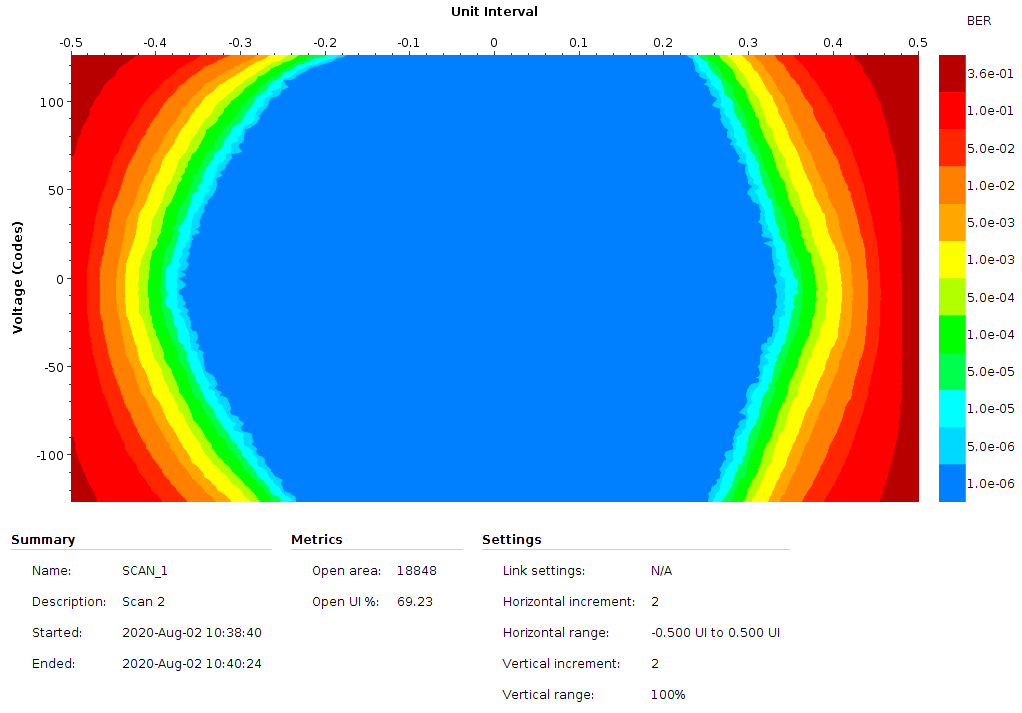 Unit Interval
BER
-0.5 -0.4 -0.3 -0.2 -0.1 0 0.1 0.2 0.3 0.4 0.5
Voltage (Codes)
100
50
0
-50
-100
3.6e-01
1.0e-01
5.0e-02
1.0e-02
5.0e-03
1.0e-03
5.0e-04
1.0e-04
5.0e-05
1.0e-05
5.0e-06
1.0e-06
Summary
Name: SCAN_1
Description: Scan 2
Started: 2020-Aug-02 10:38:40
Ended: 2020-Aug-02 10:40:24
Metrics
Open area: 18848
Open UI %: 69.23
Settings
Link settings: N/A
Horizontal increment: 2
Horizontal range: -0.500 UI to 0.500 UI
Vertical increment: 2
Vertical range: 100%